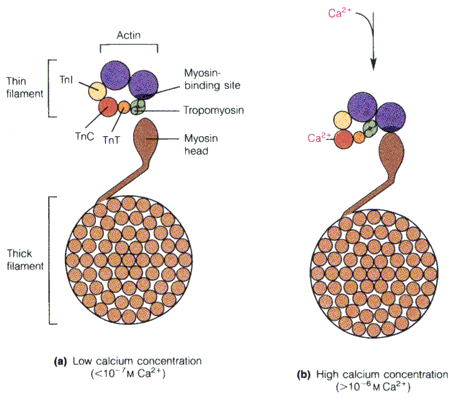 Actin
Thin
filament
TnI
TnC
TnT
Myosin-
binding site
Tropomyosin
Myosin
head
Thick
filament
(a) Low calcium concentration
(<10⁻⁷ M Ca²⁺)
Ca²⁺
Ca²⁺
(b) High calcium concentration
(>10⁻⁶ M Ca²⁺)